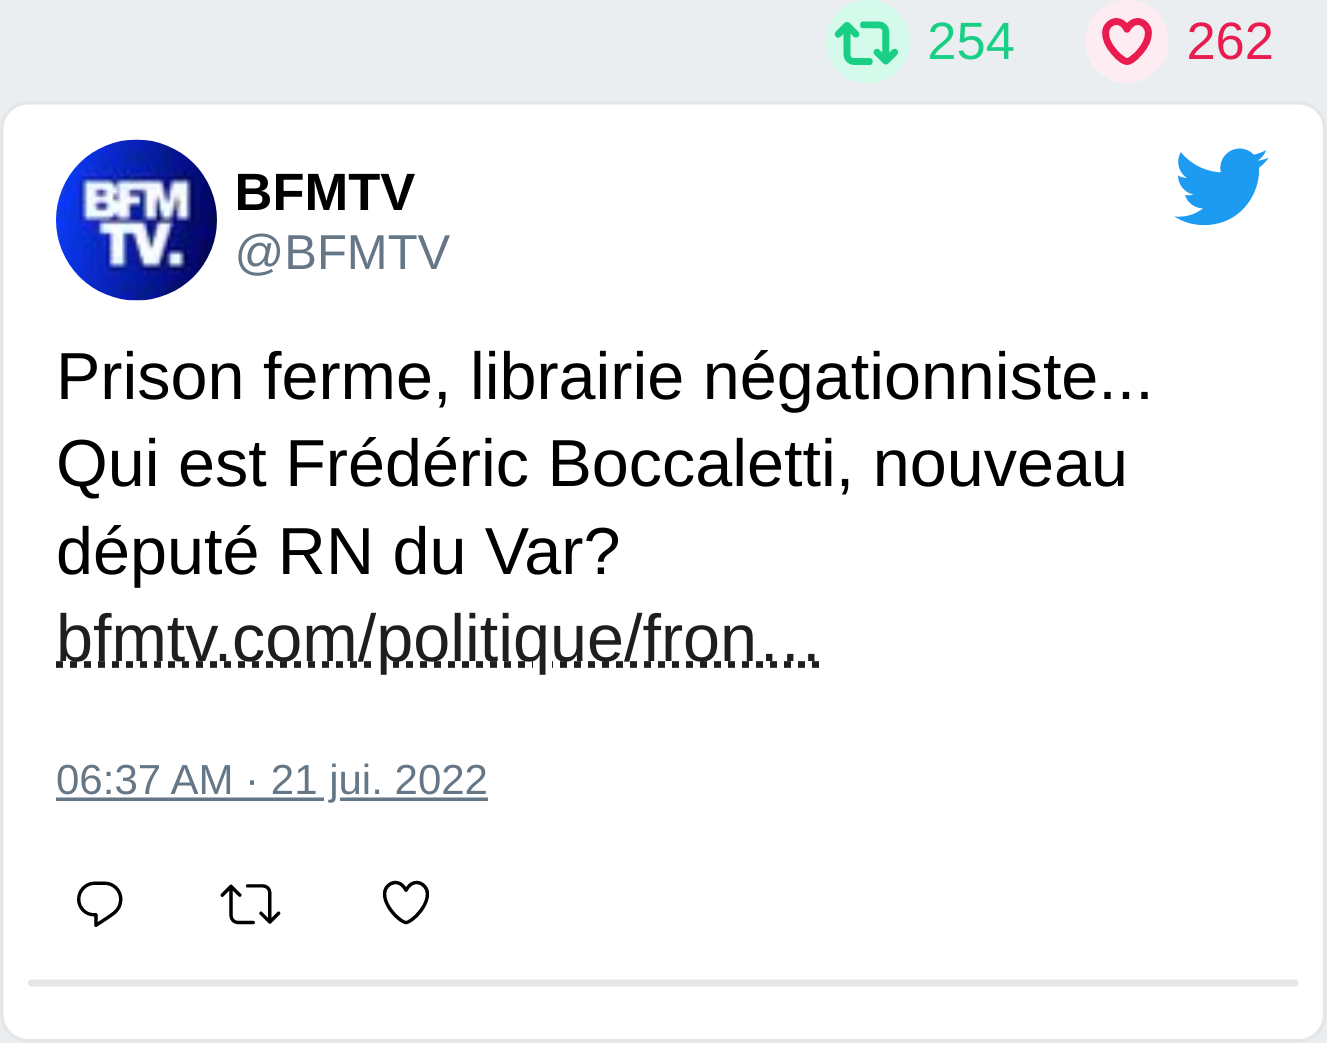 254 262
BFM
TV.
BFMTV
@BFMTV
Prison ferme, librairie négationniste...
Qui est Frédéric Boccaletti, nouveau
député RN du Var?
bfmtv.com/politique/fron…
06:37 AM · 21 jui. 2022